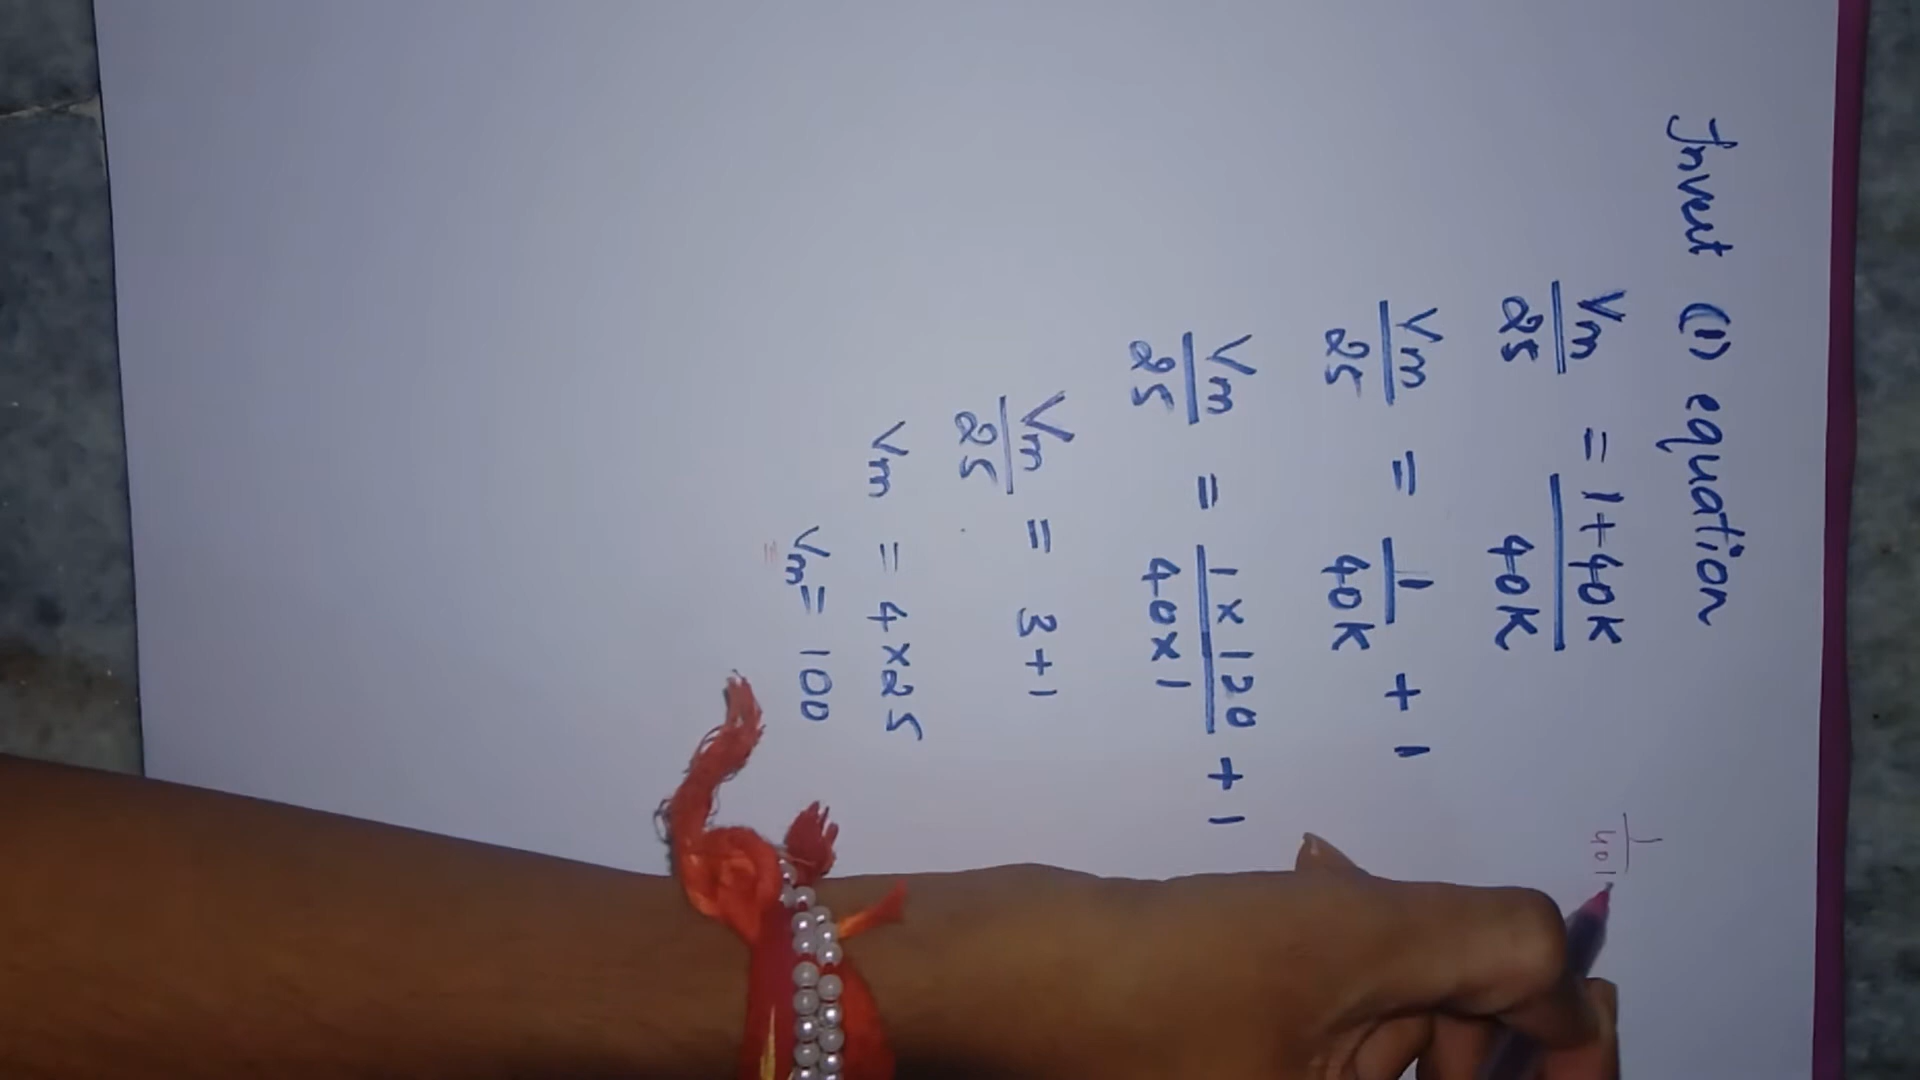 Invert (1) equation
Vm/25 = 1+40K/40K
1/40
Vm/25 = 1/40K + 1
Vm/25 = 1×120/40×1 + 1
Vm/25 = 3+1
Vm = 4×25
Vm = 100